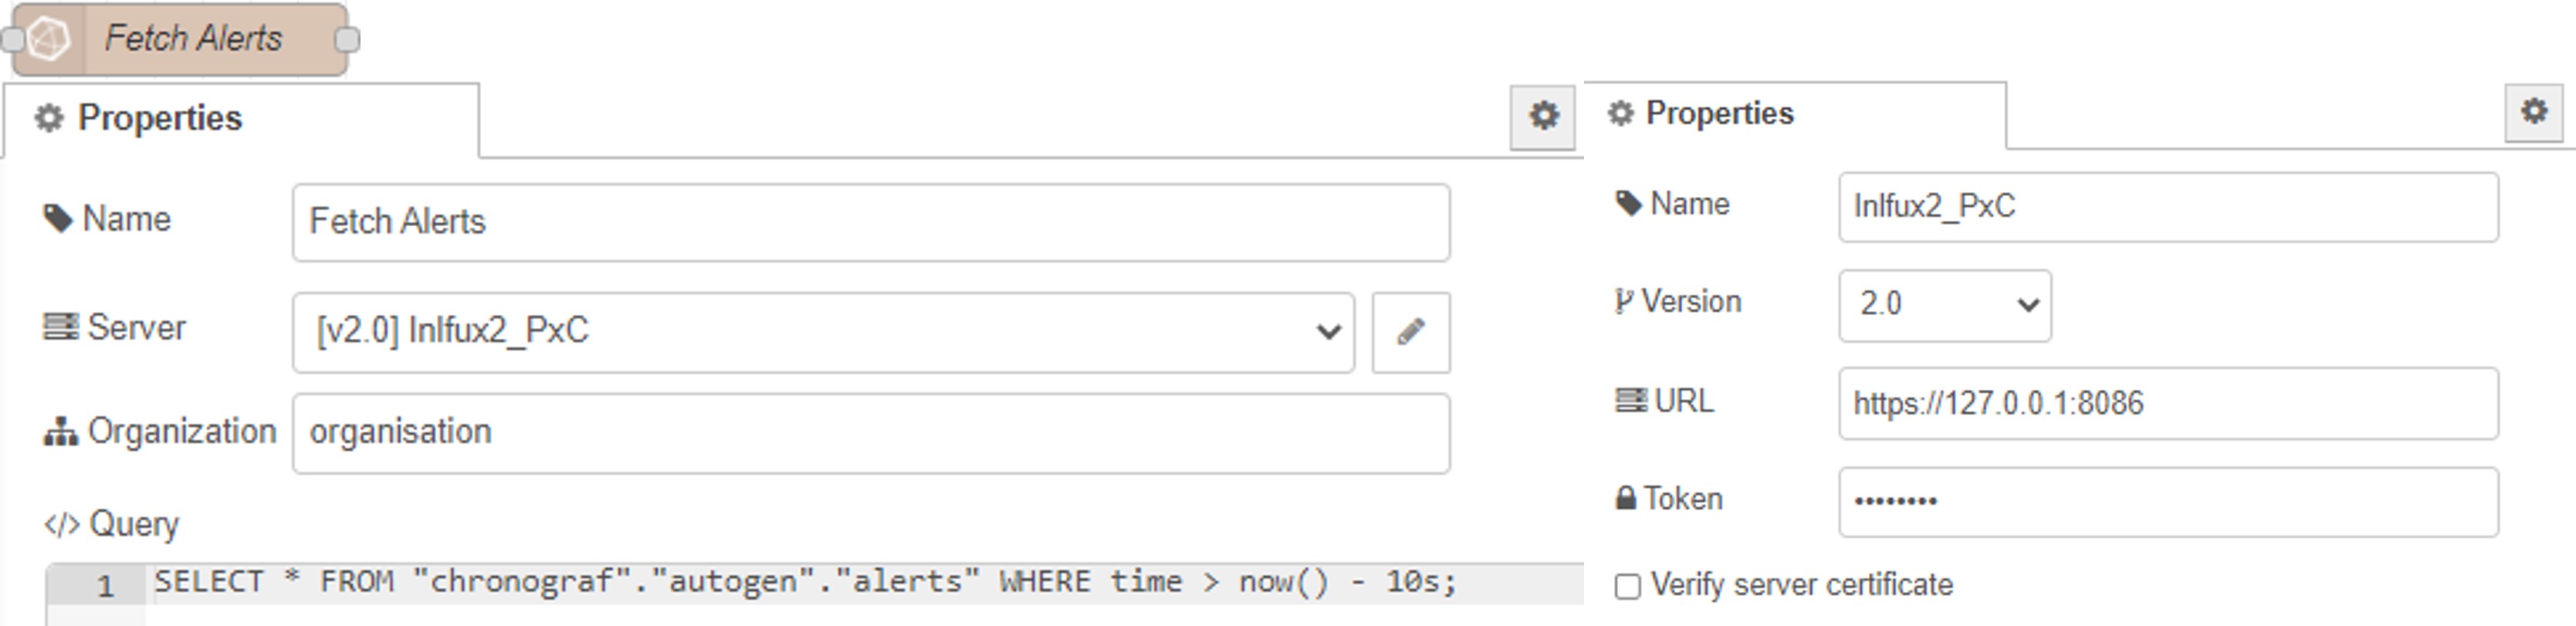 Fetch Alerts
Properties
Name
Fetch Alerts
Server
[v2.0] Inlfux2_PxC
Organization
organisation
</> Query
1
SELECT * FROM "chronograf"."autogen"."alerts" WHERE time > now() - 10s;
Properties
Name
Inlfux2_PxC
Version
2.0
URL
https://127.0.0.1:8086
Token
••••••••
Verify server certificate